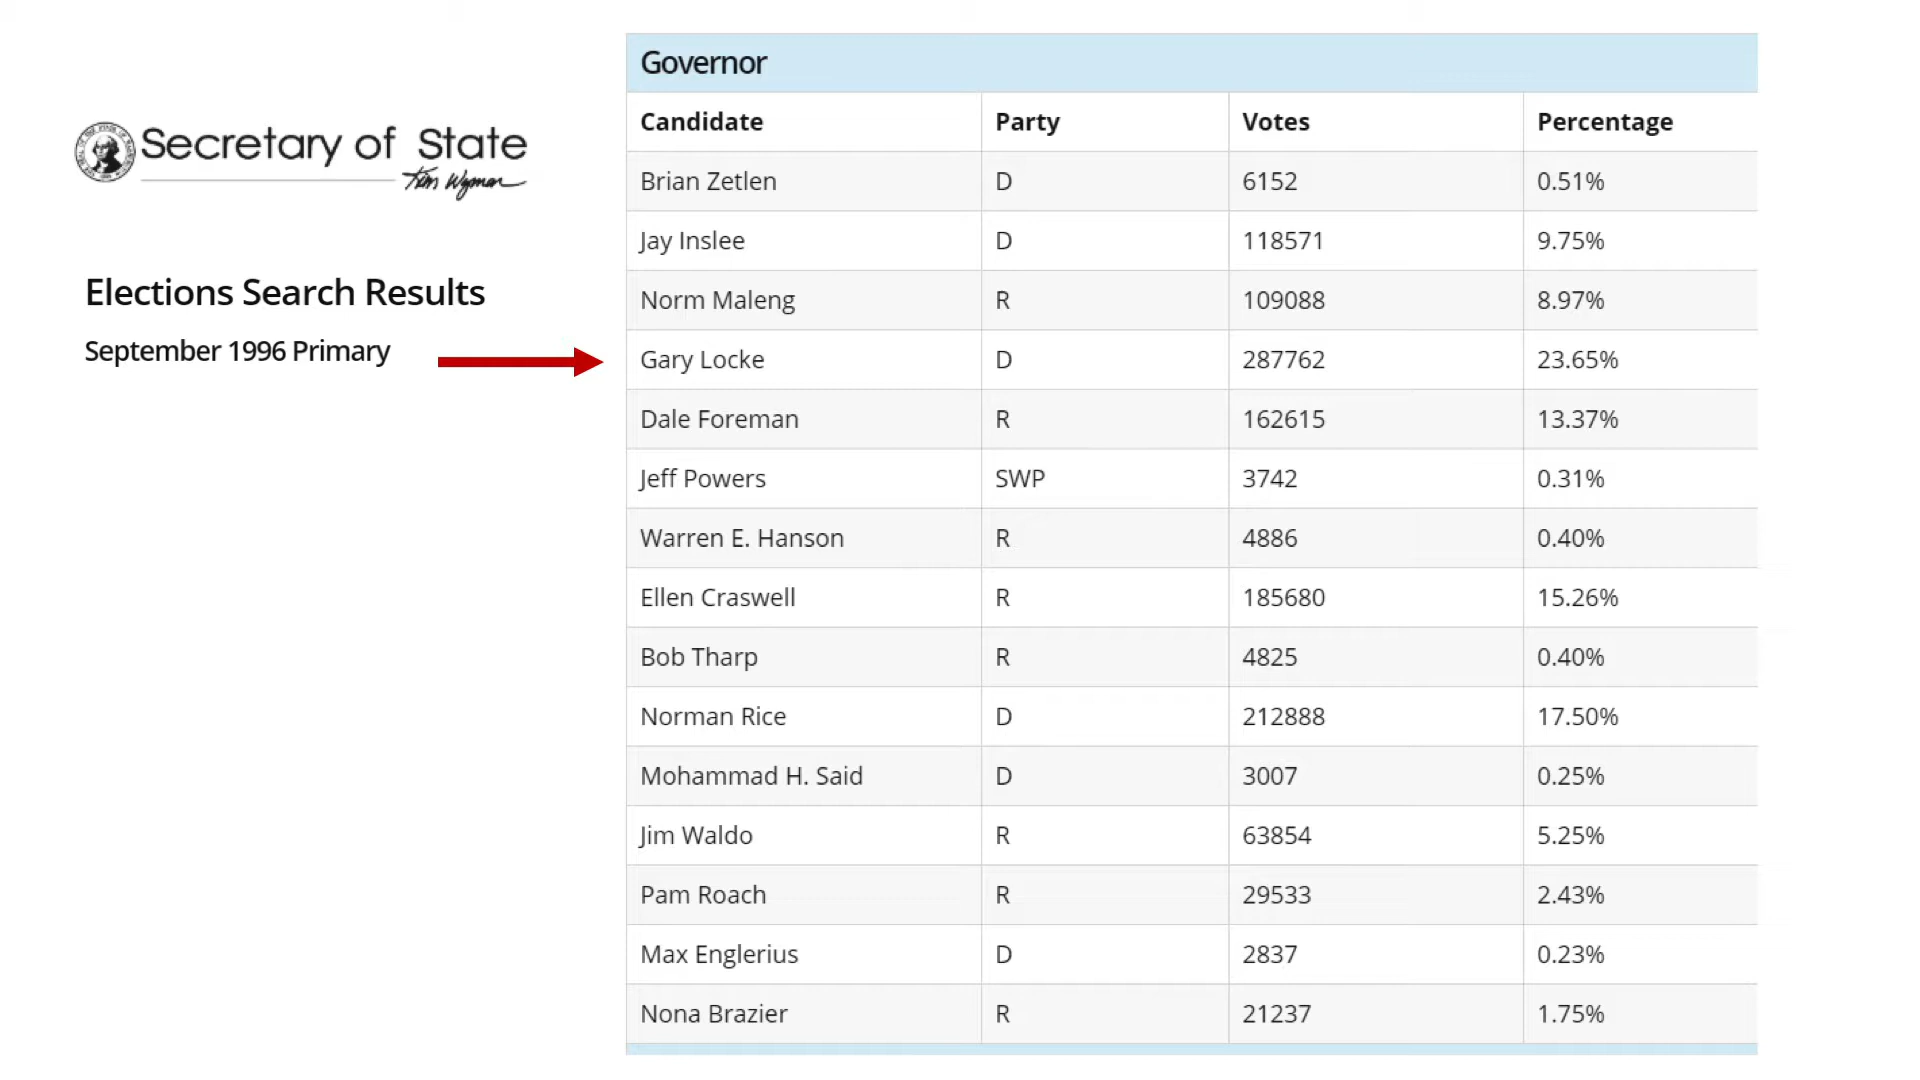 Secretary of State
Kim Wyman
Elections Search Results
September 1996 Primary
Governor
Candidate Party Votes Percentage
Brian Zetlen D 6152 0.51%
Jay Inslee D 118571 9.75%
Norm Maleng R 109088 8.97%
Gary Locke D 287762 23.65%
Dale Foreman R 162615 13.37%
Jeff Powers SWP 3742 0.31%
Warren E. Hanson R 4886 0.40%
Ellen Craswell R 185680 15.26%
Bob Tharp R 4825 0.40%
Norman Rice D 212888 17.50%
Mohammad H. Said D 3007 0.25%
Jim Waldo R 63854 5.25%
Pam Roach R 29533 2.43%
Max Englerius D 2837 0.23%
Nona Brazier R 21237 1.75%